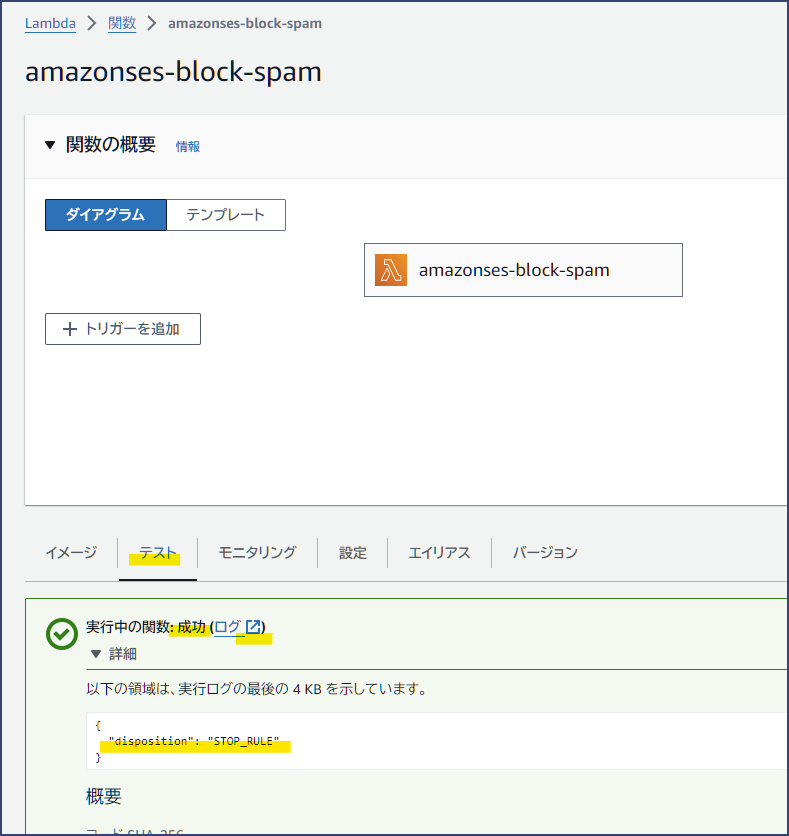 Lambda > 関数 > amazonses-block-spam
amazonses-block-spam
▼ 関数の概要 情報
ダイアグラム テンプレート
amazonses-block-spam
+ トリガーを追加
イメージ テスト モニタリング 設定 エイリアス バージョン
実行中の関数: 成功 (ログ)
▼ 詳細
以下の領域は、実行ログの最後の 4 KB を示しています。
{
"disposition": "STOP_RULE"
}
概要
コード SHA-256